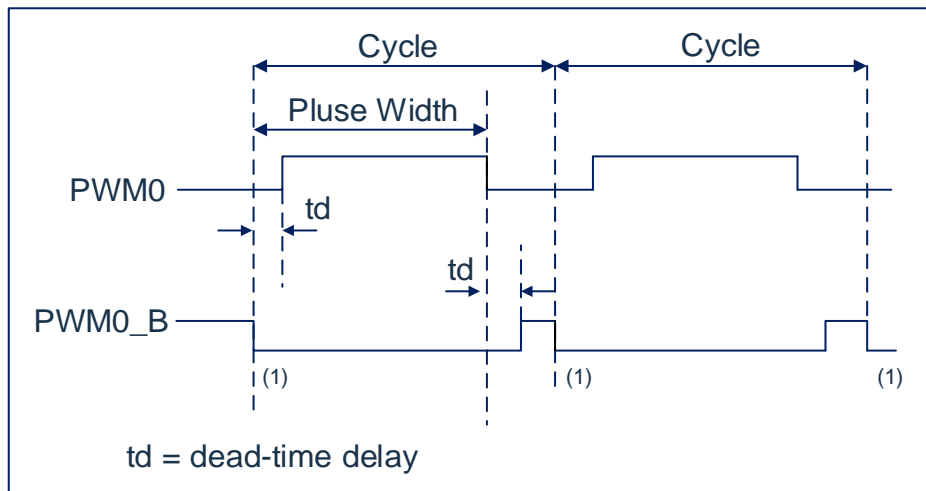 Cycle
Cycle
Pluse Width
PWM0
td
td
PWM0_B
(1)
(1)
(1)
td = dead-time delay